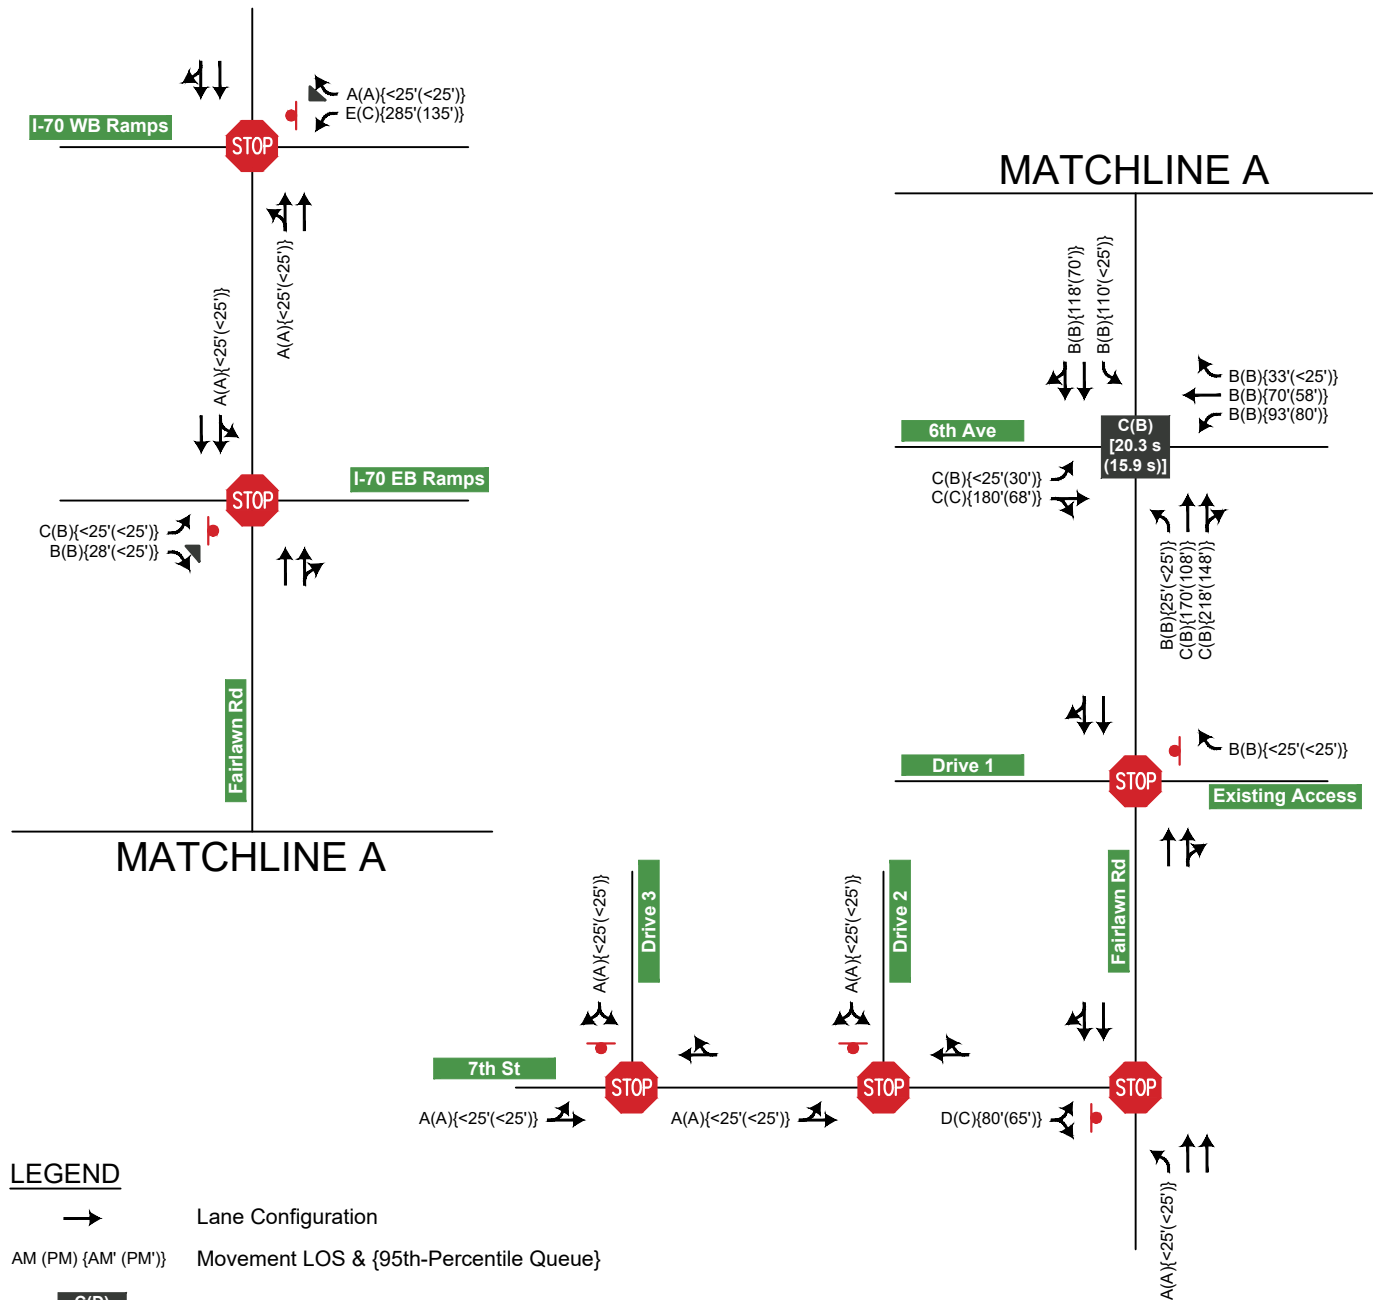 A(A){<25'(<25')}
E(C){285'(135')}
I-70 WB Ramps
STOP
A(A){<25'(<25')}
A(A){<25'(<25')}
I-70 EB Ramps
STOP
C(B){<25'(<25')}
B(B){28'(<25')}
Fairlawn Rd
MATCHLINE A
MATCHLINE A
B(B){118'(70')}
B(B){110'(<25')}
B(B){33'(<25')}
B(B){70'(58')}
B(B){93'(80')}
6th Ave
C(B)
[20.3 s
(15.9 s)]
C(B){<25'(30')}
C(C){180'(68')}
B(B){25'(<25')}
C(B){170'(108')}
C(B){218'(148')}
B(B){<25'(<25')}
Drive 1
STOP
Existing Access
Fairlawn Rd
A(A){<25'(<25')}
Drive 3
A(A){<25'(<25')}
Drive 2
7th St
STOP
STOP
STOP
A(A){<25'(<25')}
A(A){<25'(<25')}
D(C){80'(65')}
A(A){<25'(<25')}
LEGEND
Lane Configuration
AM (PM) {AM' (PM')}
Movement LOS & {95th-Percentile Queue}